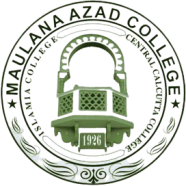 ★ MAULANA AZAD COLLEGE ★
ISLAMIA COLLEGE
CENTRAL CALCUTTA COLLEGE
1926